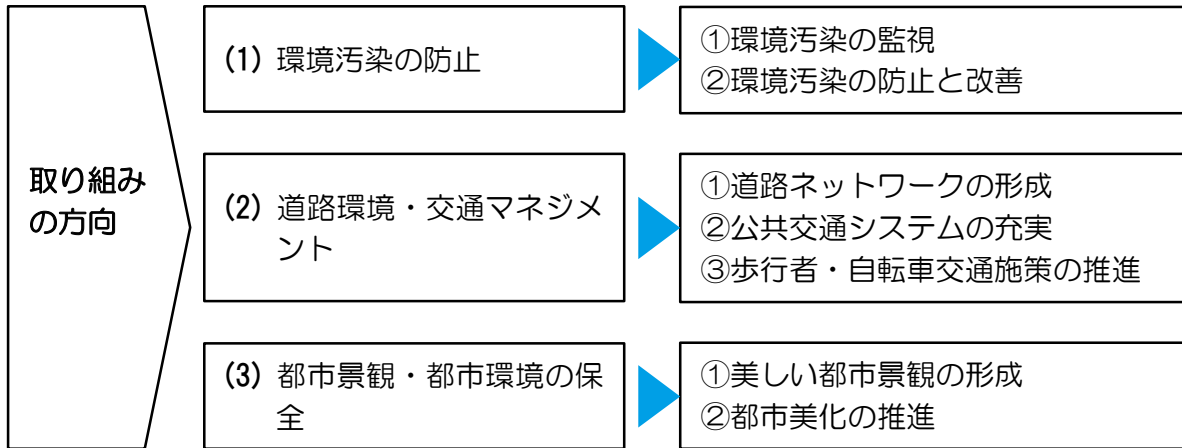 取り組み
の方向
(1) 環境汚染の防止
①環境汚染の監視
②環境汚染の防止と改善
(2) 道路環境・交通マネジメ
ント
①道路ネットワークの形成
②公共交通システムの充実
③歩行者・自転車交通施策の推進
(3) 都市景観・都市環境の保
全
①美しい都市景観の形成
②都市美化の推進